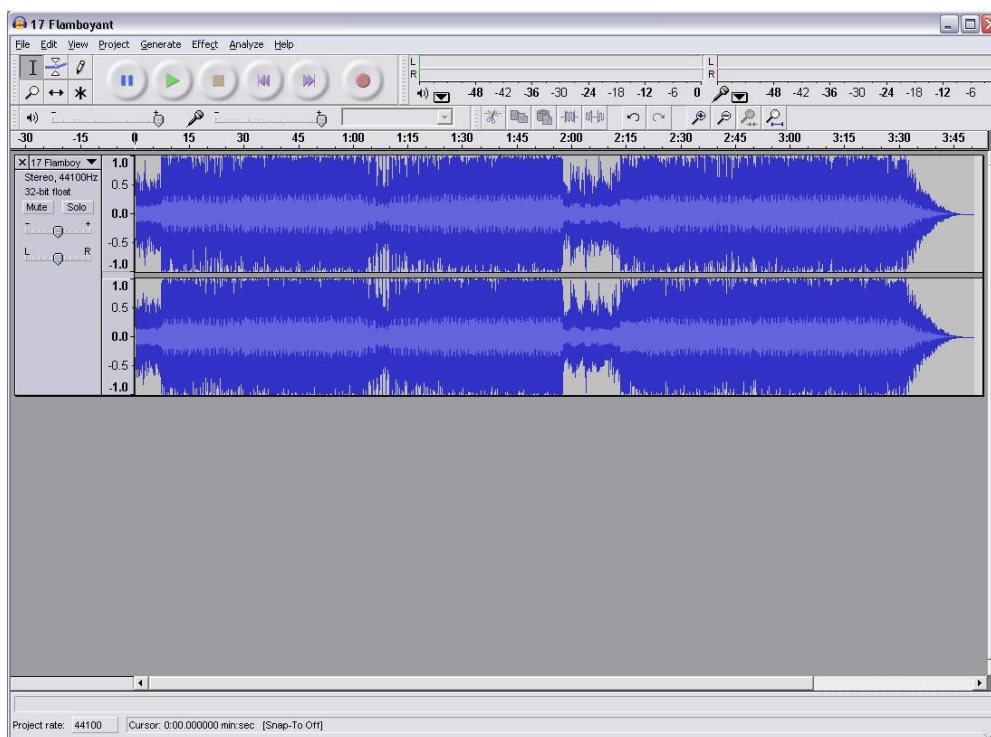 17 Flamboyant
File Edit View Project Generate Effect Analyze Help
L
R
-48 -42 -36 -30 -24 -18 -12 -6 0
L
R
-48 -42 -36 -30 -24 -18 -12 -6
-30 -15 0 15 30 45 1:00 1:15 1:30 1:45 2:00 2:15 2:30 2:45 3:00 3:15 3:30 3:45
17 Flamboy
Stereo, 44100Hz
32-bit float
Mute Solo
- +
L R
1.0
0.5
0.0
-0.5
-1.0
1.0
0.5
0.0
-0.5
-1.0
Project rate: 44100 Cursor: 0:00.000000 min:sec [Snap-To Off]